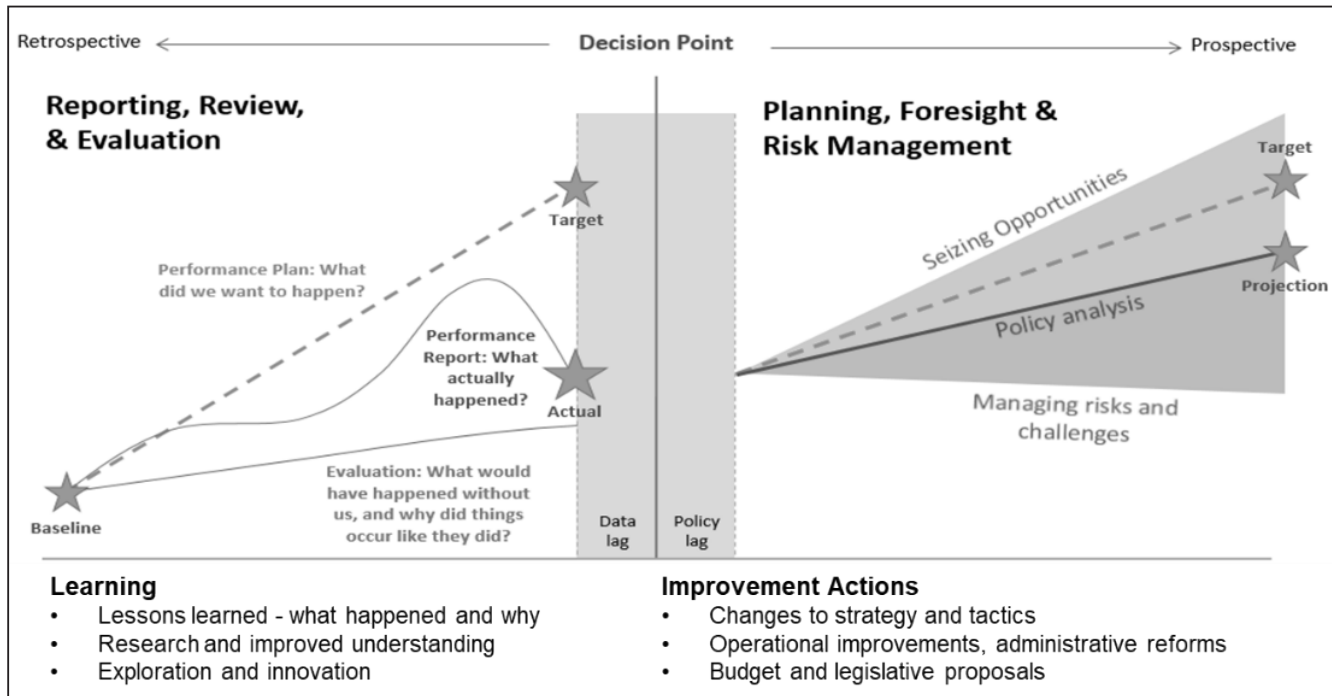 Retrospective
Decision Point
Prospective
Reporting, Review,
& Evaluation
Planning, Foresight &
Risk Management
Target
Target
Seizing Opportunities
Performance Plan: What
did we want to happen?
Projection
Policy analysis
Performance
Report: What
actually
happened?
Actual
Managing risks and
challenges
Evaluation: What would
have happened without
us, and why did things
occur like they did?
Baseline
Data
lag
Policy
lag
Learning
• Lessons learned - what happened and why
• Research and improved understanding
• Exploration and innovation
Improvement Actions
• Changes to strategy and tactics
• Operational improvements, administrative reforms
• Budget and legislative proposals